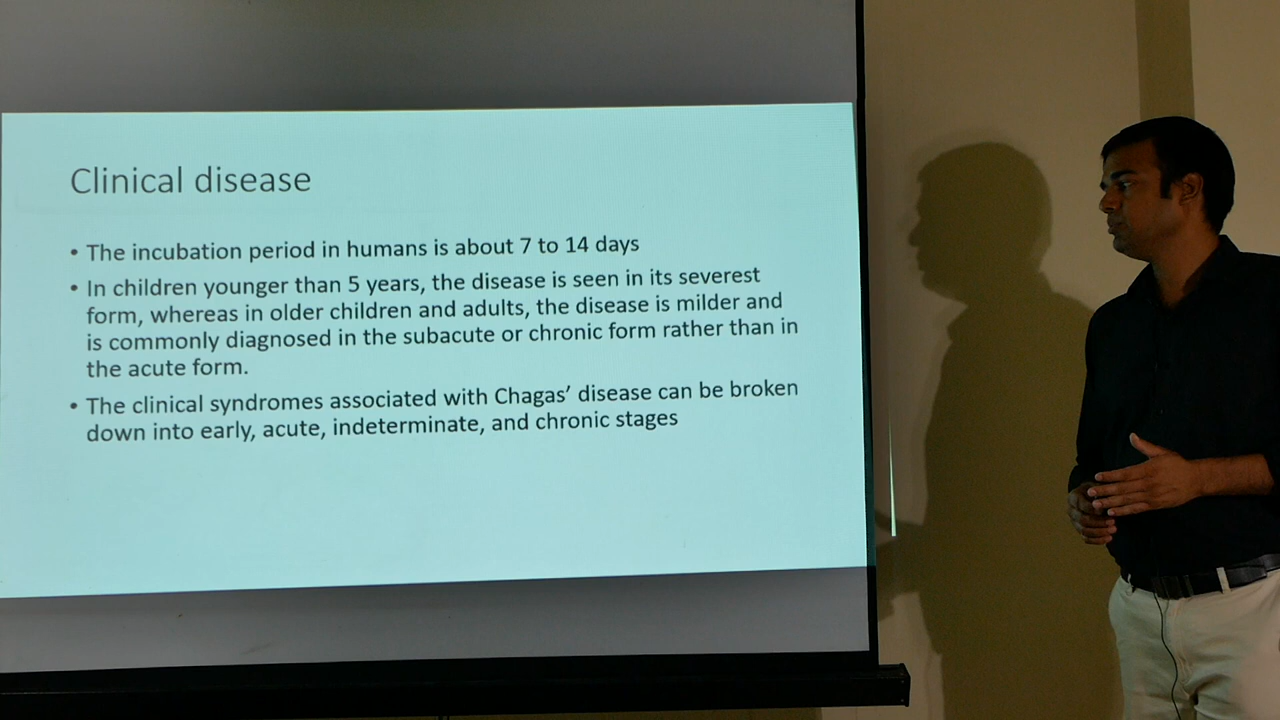 Clinical disease
• The incubation period in humans is about 7 to 14 days
• In children younger than 5 years, the disease is seen in its severest
form, whereas in older children and adults, the disease is milder and
is commonly diagnosed in the subacute or chronic form rather than in
the acute form.
• The clinical syndromes associated with Chagas’ disease can be broken
down into early, acute, indeterminate, and chronic stages